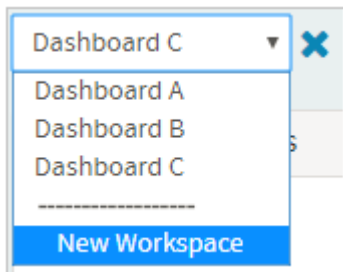 Dashboard C
Dashboard A
Dashboard B
Dashboard C
------------------
New Workspace